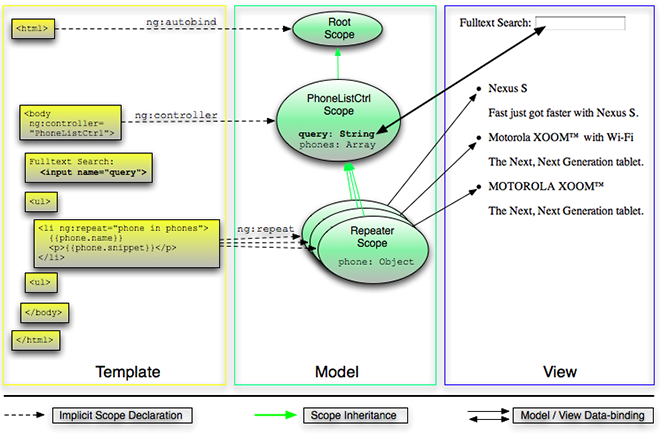 <html>
ng:autobind
Root
Scope
Fulltext Search:
<body
ng:controller=
"PhoneListCtrl">
ng:controller
PhoneListCtrl
Scope
query: String
phones: Array
Nexus S
Fast just got faster with Nexus S.
Motorola XOOM™ with Wi-Fi
The Next, Next Generation tablet.
MOTOROLA XOOM™
The Next, Next Generation tablet.
Fulltext Search:
<input name="query">
<ul>
<li ng:repeat="phone in phones">
{{phone.name}}
<p>{{phone.snippet}}</p>
</li>
ng:repeat
Repeater
Scope
phone: Object
<ul>
</body>
</html>
Template
Model
View
Implicit Scope Declaration
Scope Inheritance
Model / View Data-binding